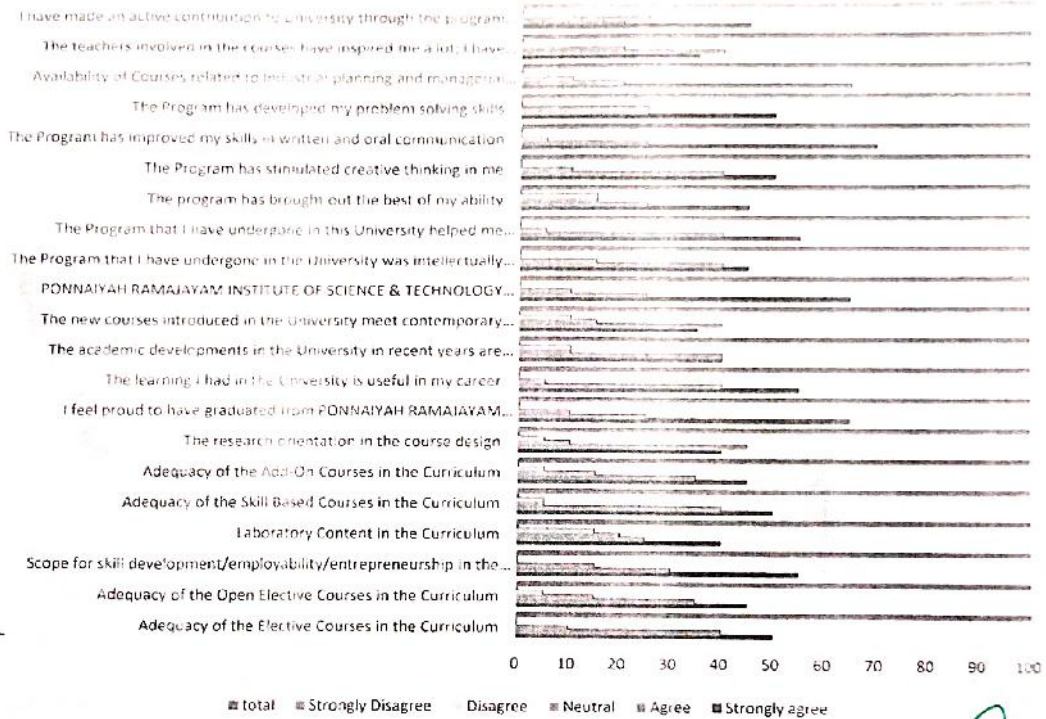 I have made an active contribution to University through the program
The teachers involved in the courses have inspired me a lot; I have...
Availability of Courses related to Industrial planning and managerial...
The Program has developed my problem solving skills
The Program has improved my skills in written and oral communication
The Program has stimulated creative thinking in me
The program has brought out the best of my ability
The Program that I have undergone in this University helped me...
The Program that I have undergone in the University was intellectually...
PONNAIYAH RAMAJAYAM INSTITUTE OF SCIENCE & TECHNOLOGY...
The new courses introduced in the University meet contemporary...
The academic developments in the University in recent years are...
The learning I had in the University is useful in my career
I feel proud to have graduated from PONNAIYAH RAMAJAYAM...
The research orientation in the course design
Adequacy of the Add-On Courses in the Curriculum
Adequacy of the Skill Based Courses in the Curriculum
Laboratory Content in the Curriculum
Scope for skill development/employability/entrepreneurship in the...
Adequacy of the Open Elective Courses in the Curriculum
Adequacy of the Elective Courses in the Curriculum
0 10 20 30 40 50 60 70 80 90 100
total Strongly Disagree Disagree Neutral Agree Strongly agree